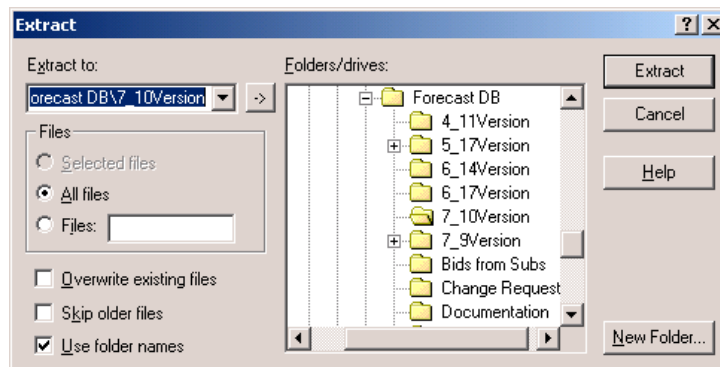 Extract
Extract to:
orecast DB\7_10Version
->
Files
Selected files
All files
Files:
Overwrite existing files
Skip older files
Use folder names
Folders/drives:
Forecast DB
4_11Version
5_17Version
6_14Version
6_17Version
7_10Version
7_9Version
Bids from Subs
Change Request
Documentation
Extract
Cancel
Help
New Folder...